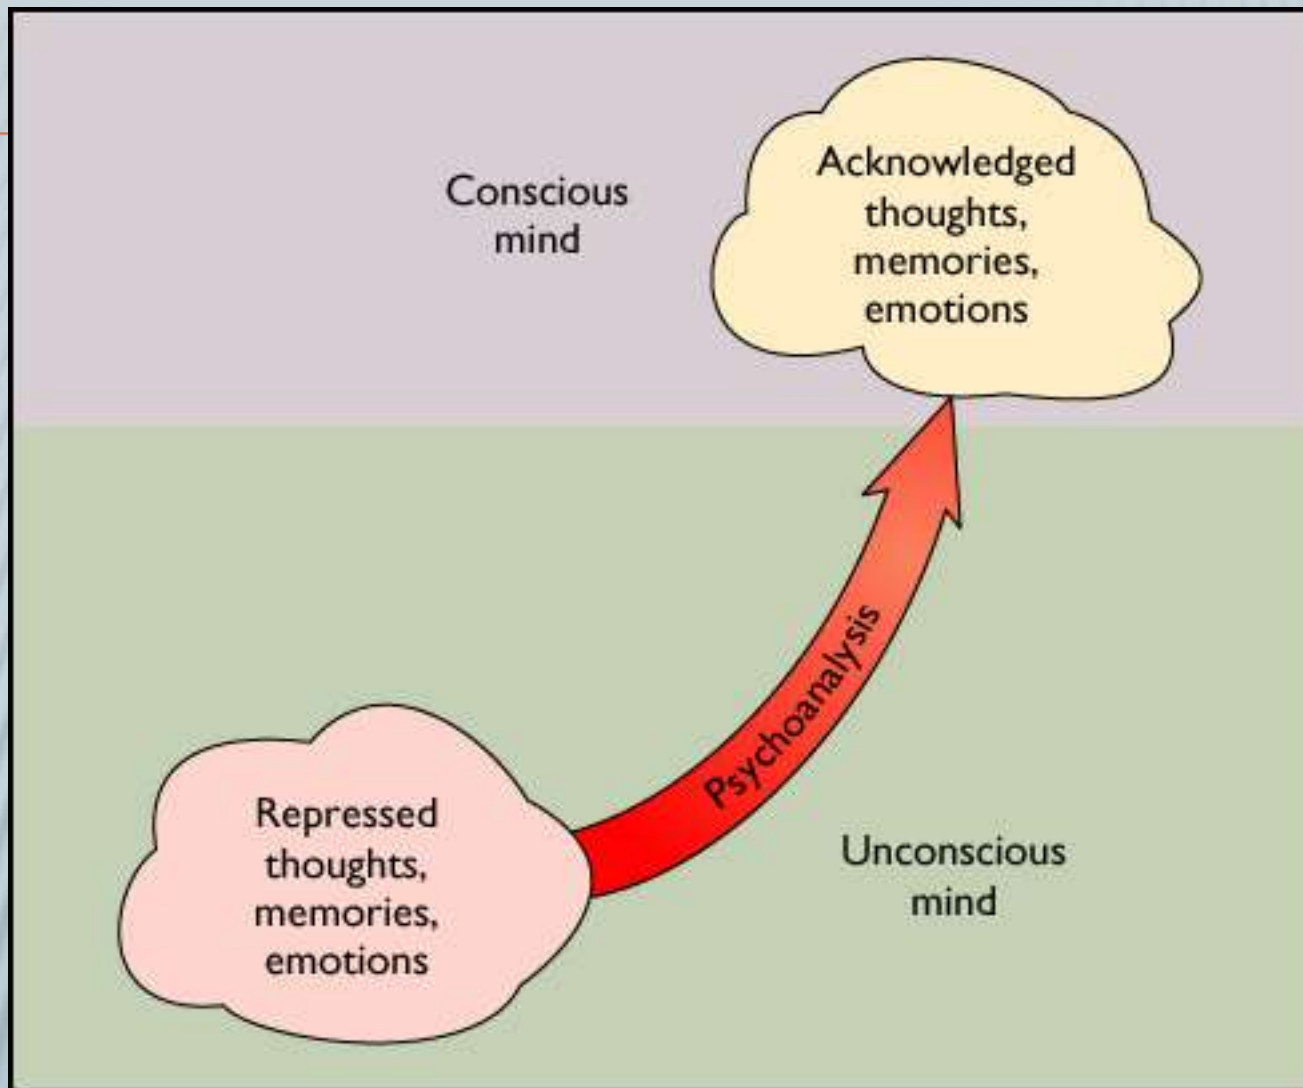 Conscious
mind
Acknowledged
thoughts,
memories,
emotions
Psychoanalysis
Repressed
thoughts,
memories,
emotions
Unconscious
mind